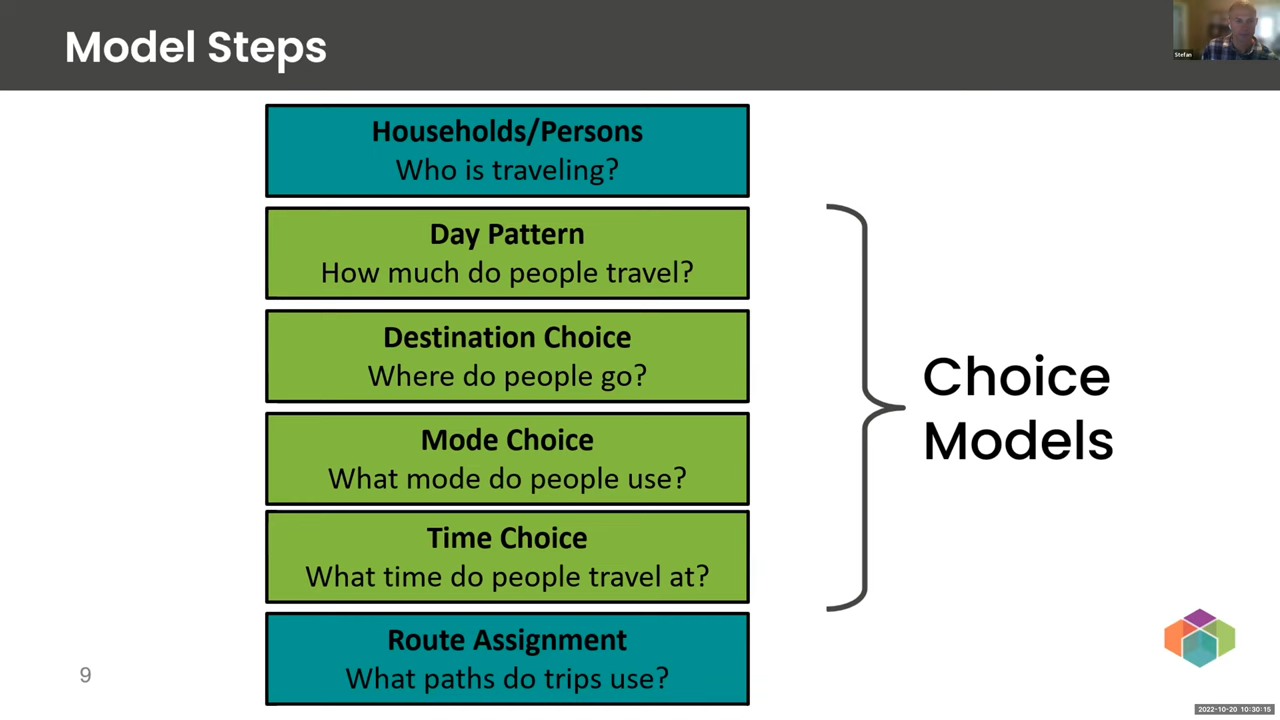 Model Steps
Stefan
Households/Persons
Who is traveling?
Day Pattern
How much do people travel?
Destination Choice
Where do people go?
Mode Choice
What mode do people use?
Time Choice
What time do people travel at?
Route Assignment
What paths do trips use?
Choice
Models
9
2022-10-20 10:30:15